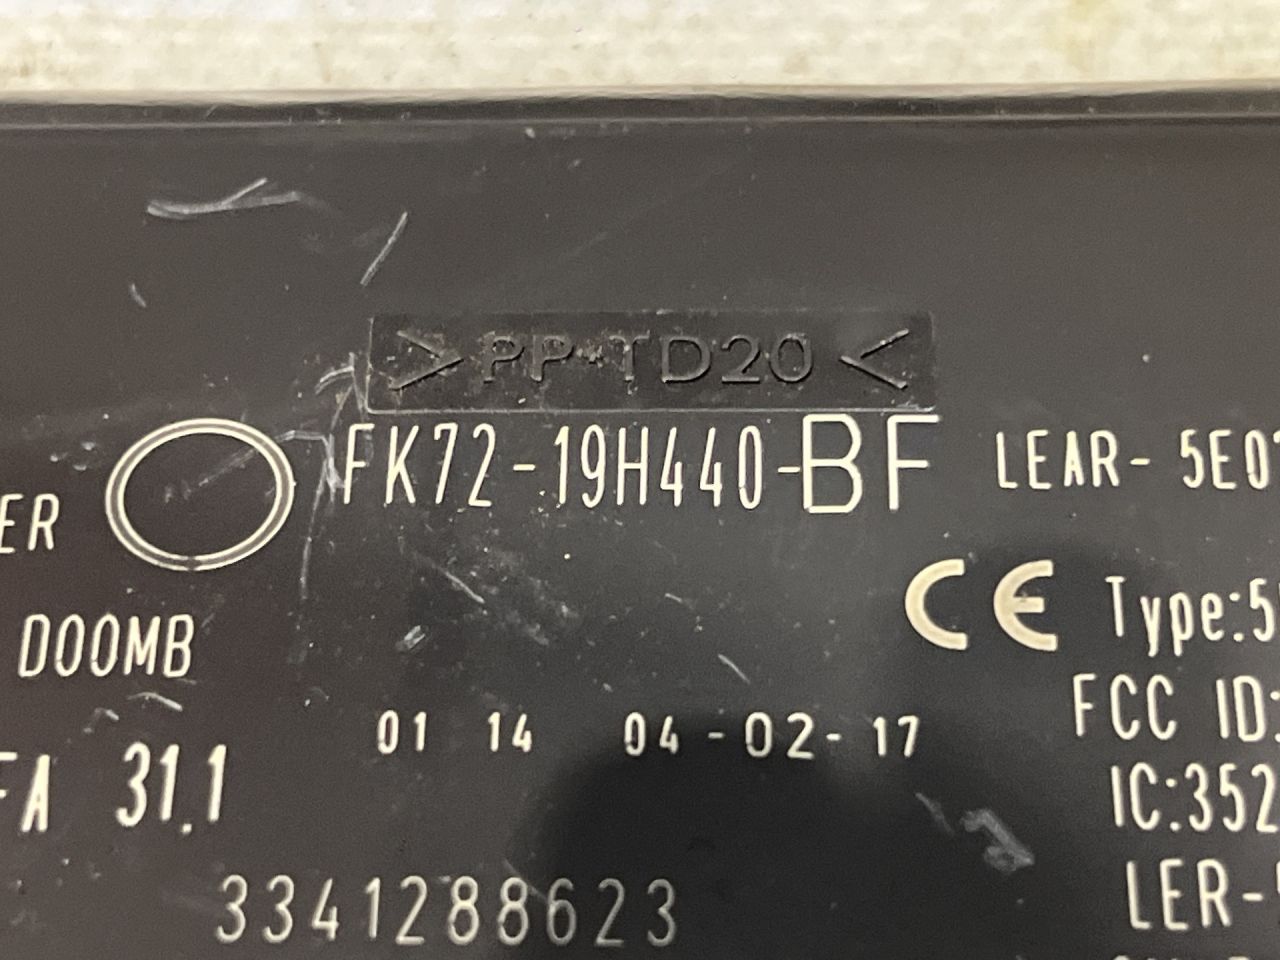 >PP-TD20<
FK72-19H440-BF LEAR- 5E0
ER
CE Type:5
D00MB
FCC ID:
01 14 04-02-17
FA 31.1
IC:352
LER-
3341288623